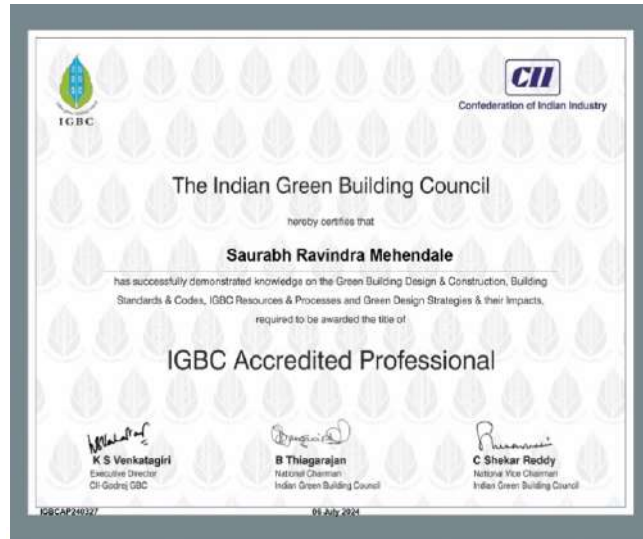 IGBC
CII
Confederation of Indian Industry
The Indian Green Building Council
hereby certifies that
Saurabh Ravindra Mehendale
has successfully demonstrated knowledge on the Green Building Design & Construction, Building
Standards & Codes, IGBC Resources & Processes and Green Design Strategies & their Impacts,
required to be awarded the title of
IGBC Accredited Professional
K S Venkatagiri
Executive Director
CII-Godrej GBC
B Thiagarajan
National Chairman
Indian Green Building Council
C Shekar Reddy
National Vice Chairman
Indian Green Building Council
IGBCAP240327
06 July 2024